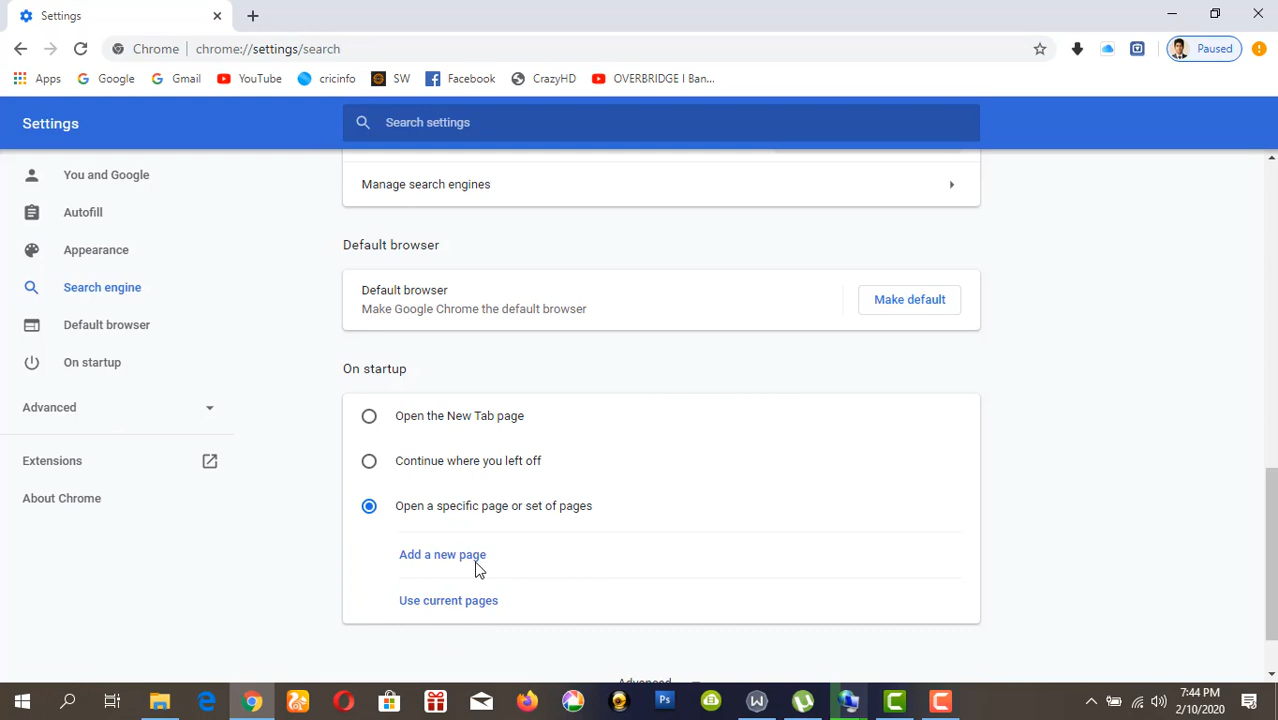 Settings
Chrome chrome://settings/search Paused
Apps Google Gmail YouTube cricinfo SW Facebook CrazyHD OVERBRIDGE I Ban...
Settings
Search settings
You and Google
Autofill
Appearance
Search engine
Default browser
On startup
Advanced
Extensions
About Chrome
Manage search engines
Default browser
Default browser
Make Google Chrome the default browser
Make default
On startup
Open the New Tab page
Continue where you left off
Open a specific page or set of pages
Add a new page
Use current pages
Advanced
Ps
7:44 PM
2/10/2020